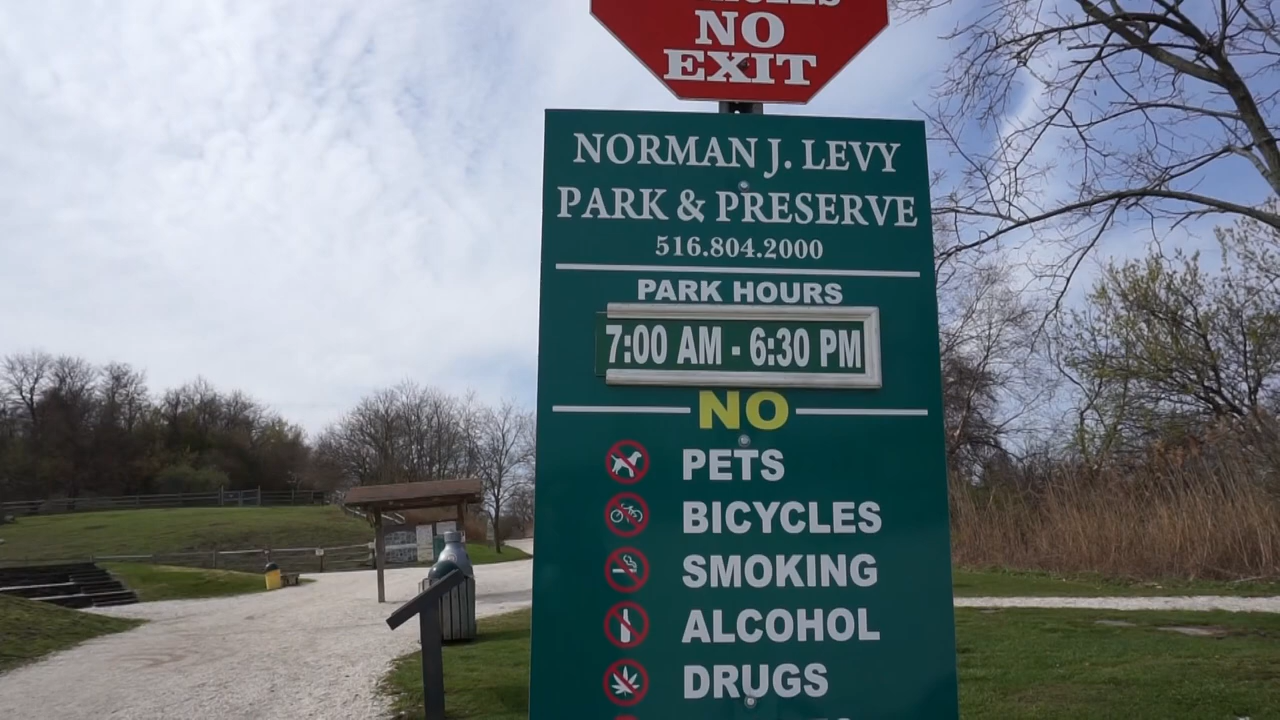 NO
EXIT
NORMAN J. LEVY
PARK & PRESERVE
516.804.2000
PARK HOURS
7:00 AM - 6:30 PM
NO
PETS
BICYCLES
SMOKING
ALCOHOL
DRUGS